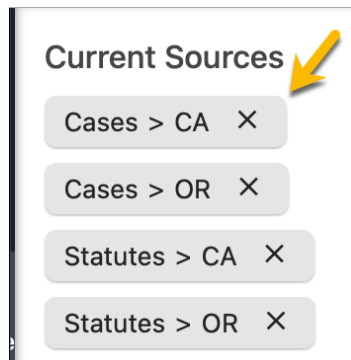 Current Sources
Cases > CA ×
Cases > OR ×
Statutes > CA ×
Statutes > OR ×